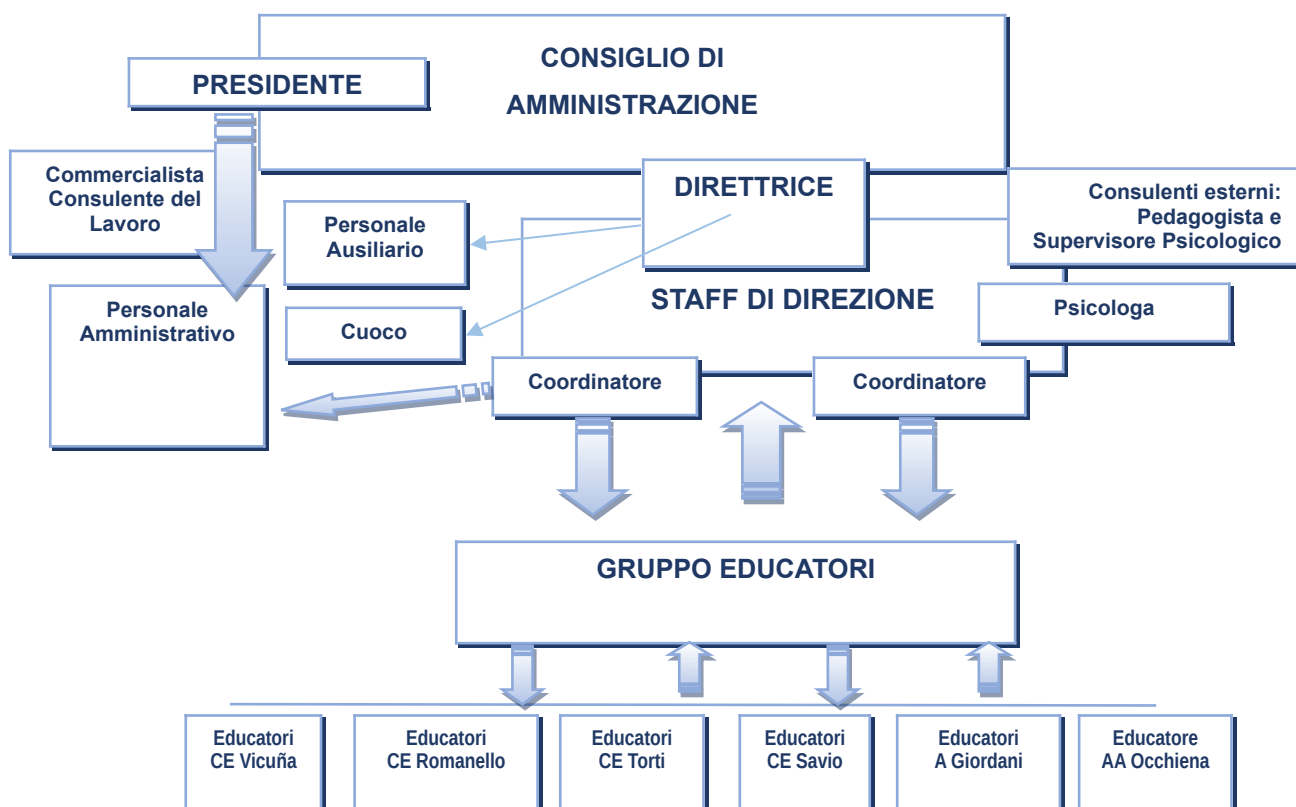 CONSIGLIO DI
AMMINISTRAZIONE
PRESIDENTE
Commercialista
Consulente del
Lavoro
DIRETTRICE
Consulenti esterni:
Pedagogista e
Supervisore Psicologico
Personale
Ausiliario
STAFF DI DIREZIONE
Psicologa
Personale
Amministrativo
Cuoco
Coordinatore
Coordinatore
GRUPPO EDUCATORI
Educatori
CE Vicuña
Educatori
CE Romanello
Educatori
CE Torti
Educatori
CE Savio
Educatori
A Giordani
Educatore
AA Occhiena